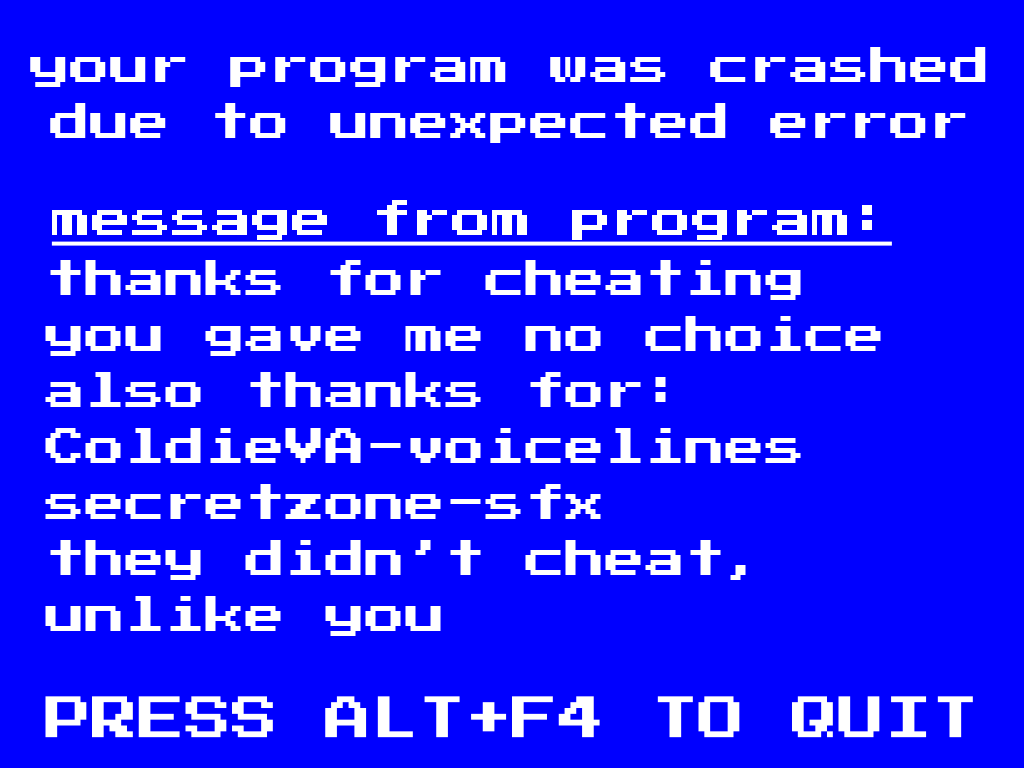 your program was crashed
due to unexpected error
message from program:
thanks for cheating
you gave me no choice
also thanks for:
ColdieVA-voicelines
secretzone-sfx
they didn't cheat,
unlike you
PRESS ALT+F4 TO QUIT